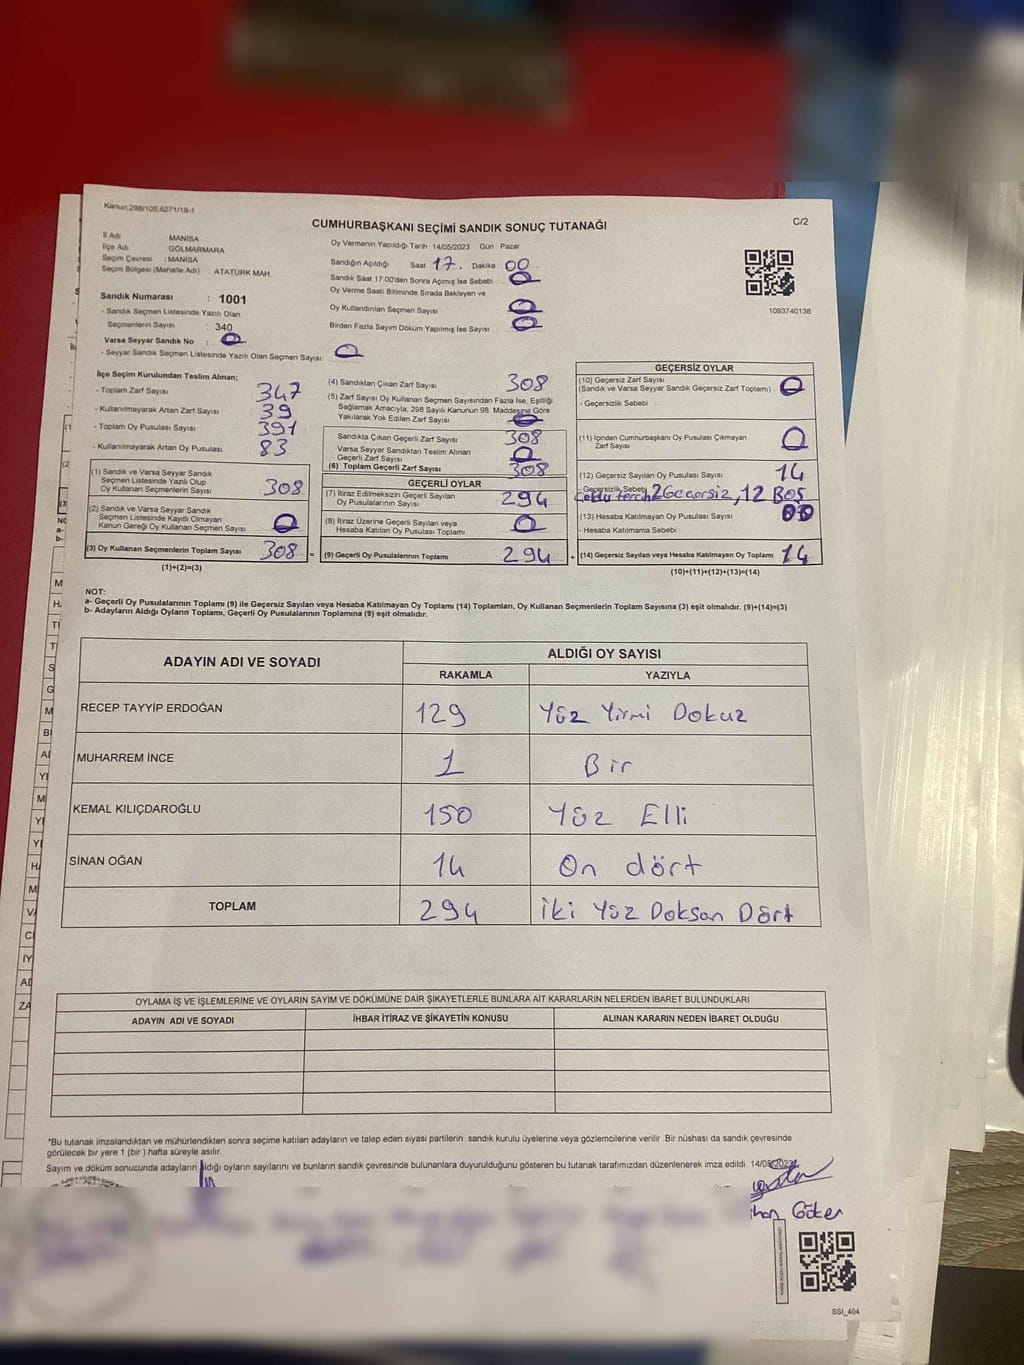 Kanun:298/105;6271/19-1
CUMHURBAŞKANI SEÇİMİ SANDIK SONUÇ TUTANAĞI
C/2
İl Adı MANİSA
İlçe Adı GÖLMARMARA
Seçim Çevresi : MANİSA
Seçim Bölgesi (Mahalle Adı) : ATATÜRK MAH
Sandık Numarası : 1001
- Sandık Seçmen Listesinde Yazılı Olan
Seçmenlerin Sayısı : 340
Varsa Seyyar Sandık No : 0
- Seyyar Sandık Seçmen Listesinde Yazılı Olan Seçmen Sayısı 0
Oy Vermenin Yapıldığı Tarih : 14/05/2023 Gün : Pazar
Sandığın Açıldığı Saat 17. Dakika 00
Sandık Saat 17:00'den Sonra Açımış İse Sebebi 0
Oy Verme Saati Bitiminde Sırada Bekleyen ve
Oy Kullandırılan Seçmen Sayısı 0
Birden Fazla Sayım Döküm Yapılmış İse Sayısı 0
1093740136
İlçe Seçim Kurulundan Teslim Alınan;
- Toplam Zarf Sayısı 347
- Kullanılmayarak Artan Zarf Sayısı 39
- Toplam Oy Pusulası Sayısı 391
- Kullanılmayarak Artan Oy Pusulası 83
(1) Sandık ve Varsa Seyyar Sandık
Seçmen Listesinde Yazılı Olup
Oy Kullanan Seçmenlerin Sayısı 308
(2) Sandık ve Varsa Seyyar Sandık
Seçmen Listesinde Kayıtlı Olmayan
Kanun Gereği Oy Kullanan Seçmen Sayısı 0
(3) Oy Kullanan Seçmenlerin Toplam Sayısı 308 =
(1)+(2)=(3)
(4) Sandıktan Çıkan Zarf Sayısı 308
(5) Zarf Sayısı Oy Kullanan Seçmen Sayısından Fazla İse, Eşitliği
Sağlamak Amacıyla, 298 Sayılı Kanunun 98. Maddesine Göre
Yakılarak Yok Edilen Zarf Sayısı 0
Sandıkta Çıkan Geçerli Zarf Sayısı 308
Varsa Seyyar Sandıktan Teslim Alınan
Geçerli Zarf Sayısı 0
(6) Toplam Geçerli Zarf Sayısı 308
GEÇERLİ OYLAR
(7) İtiraz Edilmeksizin Geçerli Sayılan
Oy Pusulalarının Sayısı 294
(8) İtiraz Üzerine Geçerli Sayılan veya
Hesaba Katılan Oy Pusulası Toplamı 0
(9) Geçerli Oy Pusulalarının Toplamı 294 +
GEÇERSİZ OYLAR
(10) Geçersiz Zarf Sayısı
(Sandık ve Varsa Seyyar Sandık Geçersiz Zarf Toplamı) 0
- Geçersizlik Sebebi
(11) İçinden Cumhurbaşkanı Oy Pusulası Çıkmayan
Zarf Sayısı 0
(12) Geçersiz Sayılan Oy Pusulası Sayısı 14
- Geçersizlik Sebebi 2 Geçersiz, 12 Boş
(13) Hesaba Katılmayan Oy Pusulası Sayısı
- Hesaba Katılmama Sebebi :
(14) Geçersiz Sayılan veya Hesaba Katılmayan Oy Toplamı 14
(10)+(11)+(12)+(13)=(14)
NOT:
a- Geçerli Oy Pusulalarının Toplamı (9) ile Geçersiz Sayılan veya Hesaba Katılmayan Oy Toplamı (14) Toplamları, Oy Kullanan Seçmenlerin Toplam Sayısına (3) eşit olmalıdır. (9)+(14)=(3)
b- Adayların Aldığı Oyların Toplamı, Geçerli Oy Pusulalarının Toplamına (9) eşit olmalıdır.
ADAYIN ADI VE SOYADI ALDIĞI OY SAYISI
RAKAMLA YAZIYLA
RECEP TAYYİP ERDOĞAN 129 Yüz Yirmi Dokuz
MUHARREM İNCE 1 Bir
KEMAL KILIÇDAROĞLU 150 Yüz Elli
SİNAN OĞAN 14 On dört
TOPLAM 294 İki Yüz Doksan Dört
OYLAMA İŞ VE İŞLEMLERİNE VE OYLARIN SAYIM VE DÖKÜMÜNE DAİR ŞİKAYETLERLE BUNLARA AİT KARARLARIN NELERDEN İBARET BULUNDUKLARI
ADAYIN ADI VE SOYADI İHBAR İTİRAZ VE ŞİKAYETİN KONUSU ALINAN KARARIN NEDEN İBARET OLDUĞU
*Bu tutanak imzalandıktan ve mühürlendikten sonra seçime katılan adayların ve talep eden siyasi partilerin sandık kurulu üyelerine veya gözlemcilerine verilir. Bir nüshası da sandık çevresinde
görülecek bir yere 1 (bir ) hafta süreyle asılır.
Sayım ve döküm sonucunda adayların aldığı oyların sayılarını ve bunların sandık çevresinde bulunanlara duyurulduğunu gösteren bu tutanak tarafımızdan düzenlenerek imza edildi. 14/05/2023
Göker
SSI_404